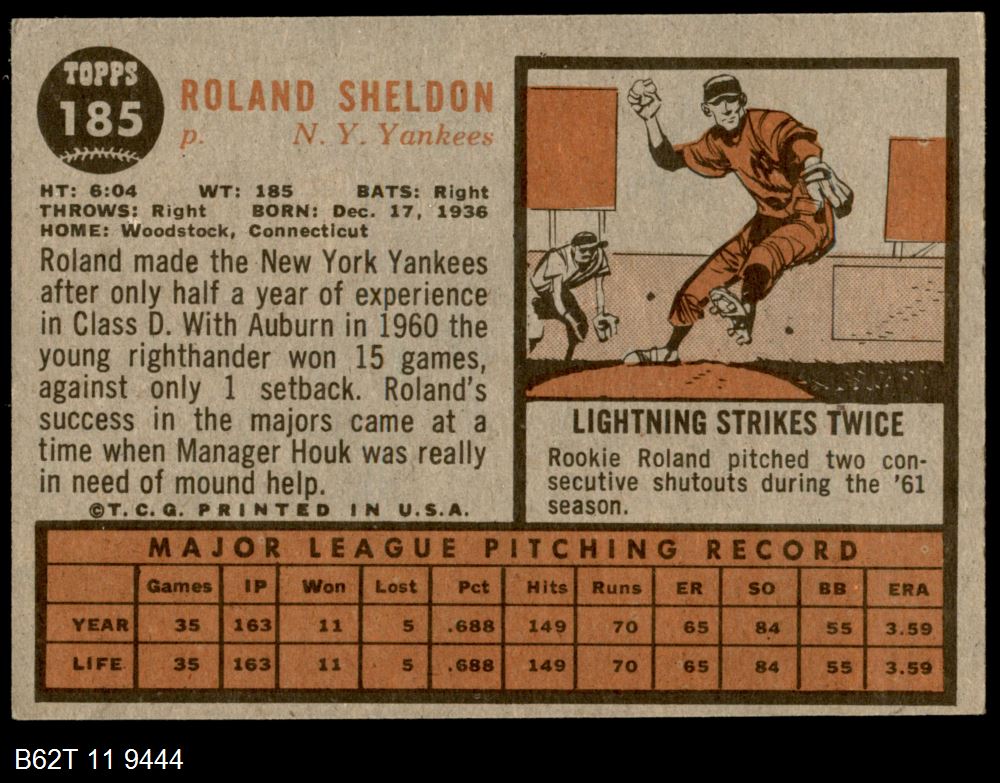 TOPPS
185
ROLAND SHELDON
p. N. Y. Yankees
HT: 6:04 WT: 185 BATS: Right
THROWS: Right BORN: Dec. 17, 1936
HOME: Woodstock, Connecticut
Roland made the New York Yankees
after only half a year of experience
in Class D. With Auburn in 1960 the
young righthander won 15 games,
against only 1 setback. Roland's
success in the majors came at a
time when Manager Houk was really
in need of mound help.
©T.C.G. PRINTED IN U.S.A.
LIGHTNING STRIKES TWICE
Rookie Roland pitched two con-
secutive shutouts during the '61
season.
MAJOR LEAGUE PITCHING RECORD
Games IP Won Lost Pct Hits Runs ER SO BB ERA
YEAR 35 163 11 5 .688 149 70 65 84 55 3.59
LIFE 35 163 11 5 .688 149 70 65 84 55 3.59
B62T 11 9444